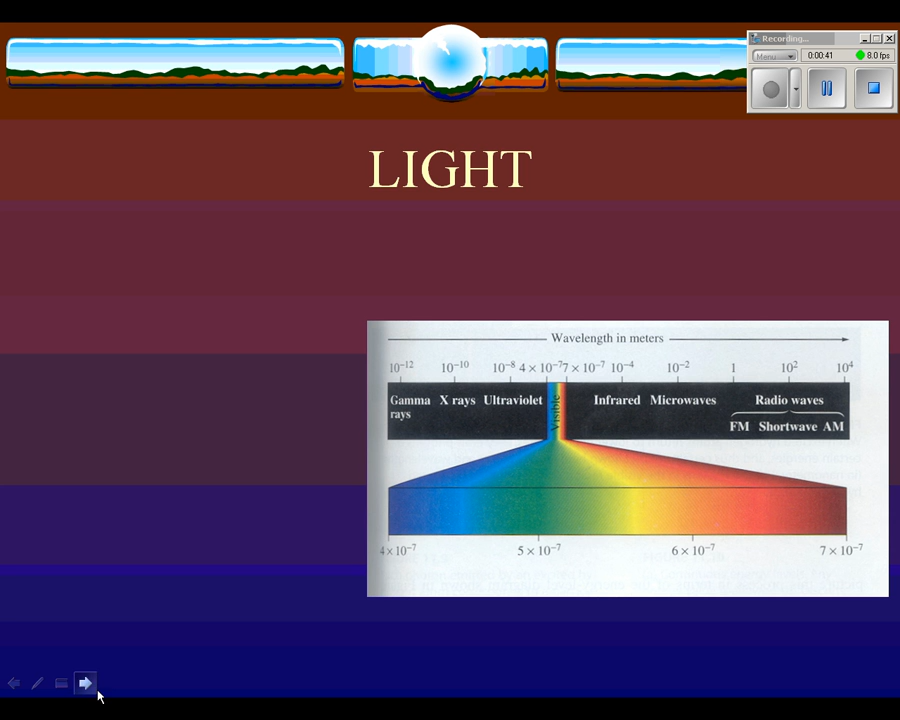 Recording...
Menu
0:00:41
8.0 fps
LIGHT
Wavelength in meters
10⁻¹² 10⁻¹⁰ 10⁻⁸ 4 × 10⁻⁷ 7 × 10⁻⁷ 10⁻⁴ 10⁻² 1 10² 10⁴
Gamma rays
X rays
Ultraviolet
Visible
Infrared
Microwaves
Radio waves
FM Shortwave AM
4 × 10⁻⁷ 5 × 10⁻⁷ 6 × 10⁻⁷ 7 × 10⁻⁷